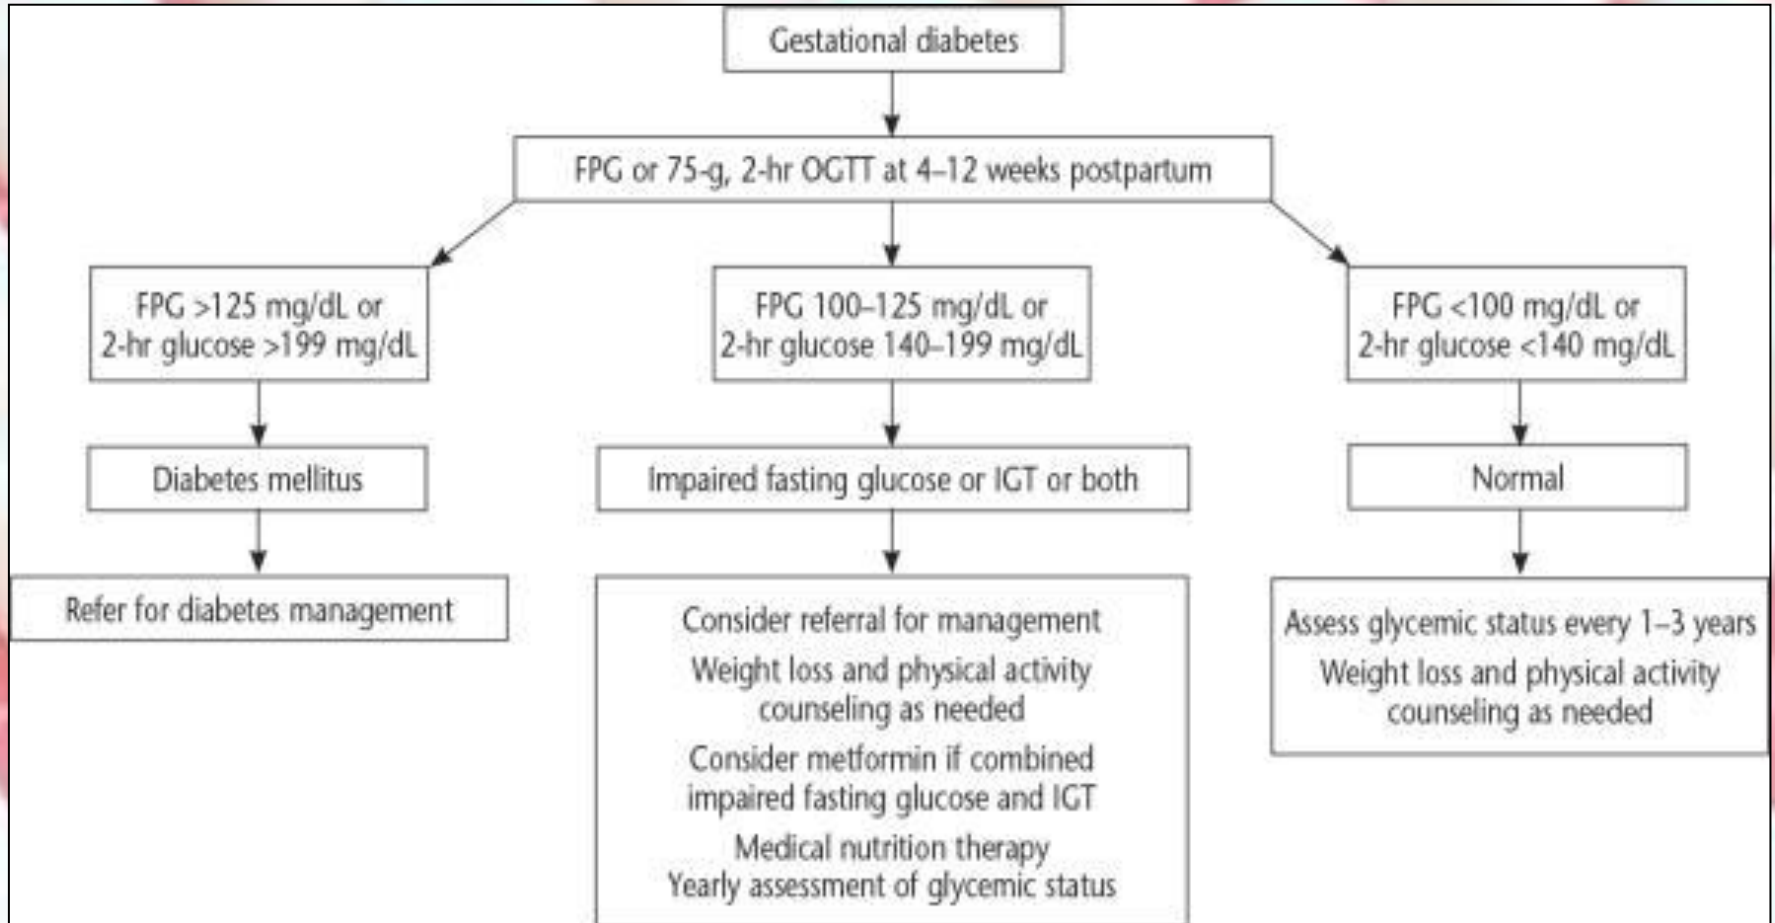 Gestational diabetes
FPG or 75-g, 2-hr OGTT at 4–12 weeks postpartum
FPG >125 mg/dL or
2-hr glucose >199 mg/dL
FPG 100–125 mg/dL or
2-hr glucose 140–199 mg/dL
FPG <100 mg/dL or
2-hr glucose <140 mg/dL
Diabetes mellitus
Impaired fasting glucose or IGT or both
Normal
Refer for diabetes management
Consider referral for management
Weight loss and physical activity
counseling as needed
Consider metformin if combined
impaired fasting glucose and IGT
Medical nutrition therapy
Yearly assessment of glycemic status
Assess glycemic status every 1–3 years
Weight loss and physical activity
counseling as needed